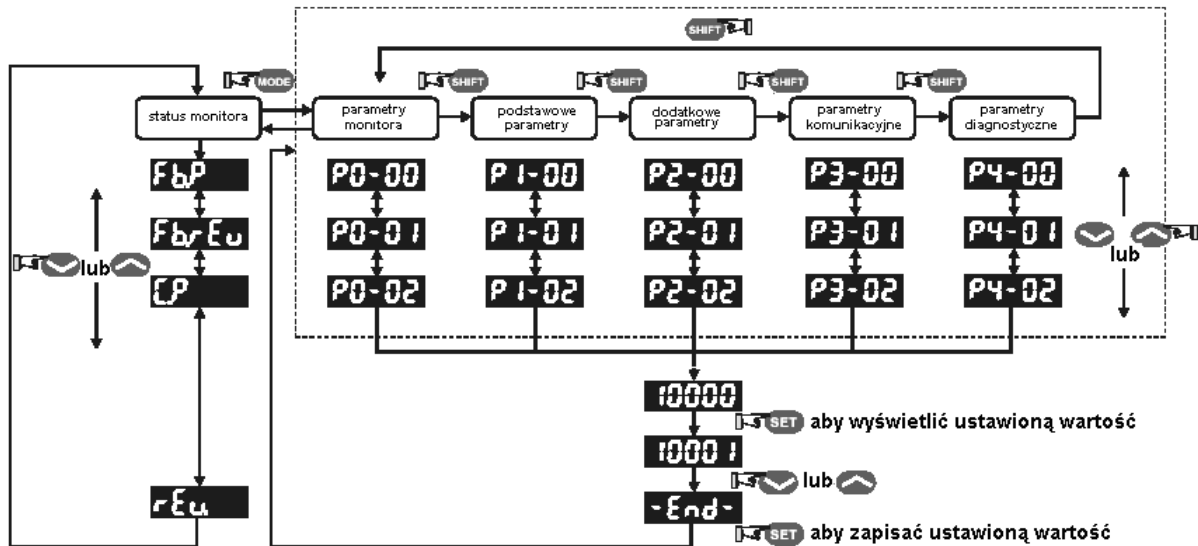 SHIFT
MODE
SHIFT
SHIFT
SHIFT
SHIFT
status monitora
parametry
monitora
podstawowe
parametry
dodatkowe
parametry
parametry
komunikacyjne
parametry
diagnostyczne
Fb.P
P0-00
P1-00
P2-00
P3-00
P4-00
Fb.rEu
P0-01
P1-01
P2-01
P3-01
P4-01
lub
lub
C.P
P0-02
P1-02
P2-02
P3-02
P4-02
10000
SET aby wyświetlić ustawioną wartość
10001
lub
rEu
-End-
SET aby zapisać ustawioną wartość